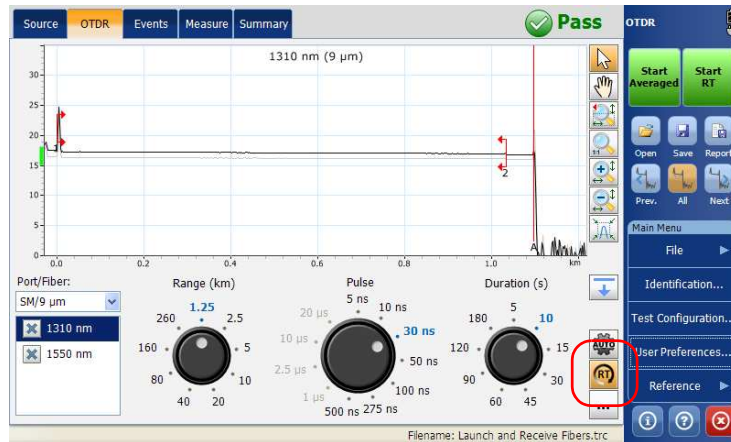 Source OTDR Events Measure Summary Pass
OTDR
1310 nm (9 µm)
30
25
20
15
10
5
0
2
A
0.0 0.2 0.4 0.6 0.8 1.0 km
1:1
Start Averaged
Start RT
Open Save Report
Prev. All Next
Main Menu
File
Identification...
Test Configuration..
User Preferences...
Reference
Port/Fiber:
SM/9 µm
1310 nm
1550 nm
Range (km)
1.25
2.5
5
10
20
40
80
160
260
Pulse
5 ns
10 ns
30 ns
50 ns
100 ns
275 ns
500 ns
1 µs
2.5 µs
10 µs
20 µs
Duration (s)
5
10
15
30
45
60
90
120
180
AUTO
RT
...
Filename: Launch and Receive Fibers.trc